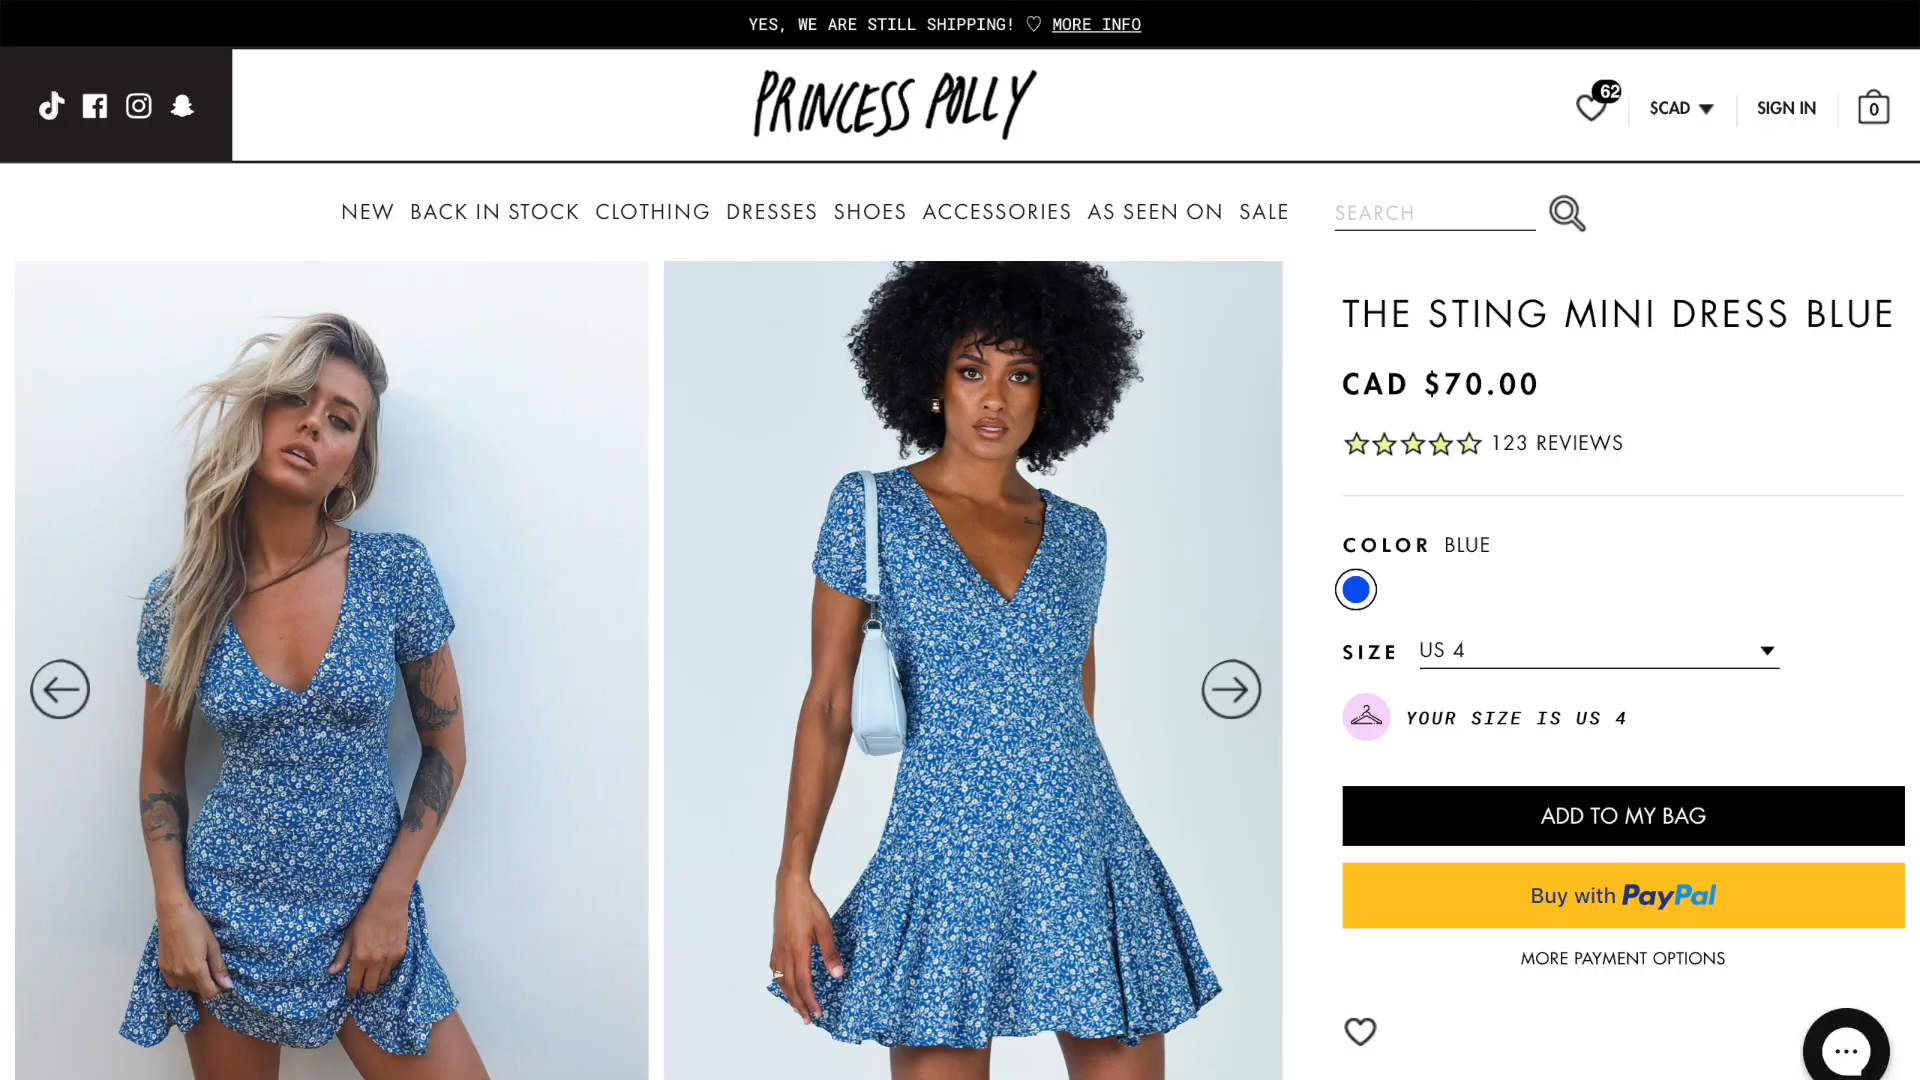 YES, WE ARE STILL SHIPPING! ♡ MORE INFO
PRINCESS POLLY
62
$CAD
SIGN IN
0
NEW BACK IN STOCK CLOTHING DRESSES SHOES ACCESSORIES AS SEEN ON SALE
SEARCH
THE STING MINI DRESS BLUE
CAD $70.00
123 REVIEWS
COLOR BLUE
SIZE US 4
YOUR SIZE IS US 4
ADD TO MY BAG
Buy with PayPal
MORE PAYMENT OPTIONS